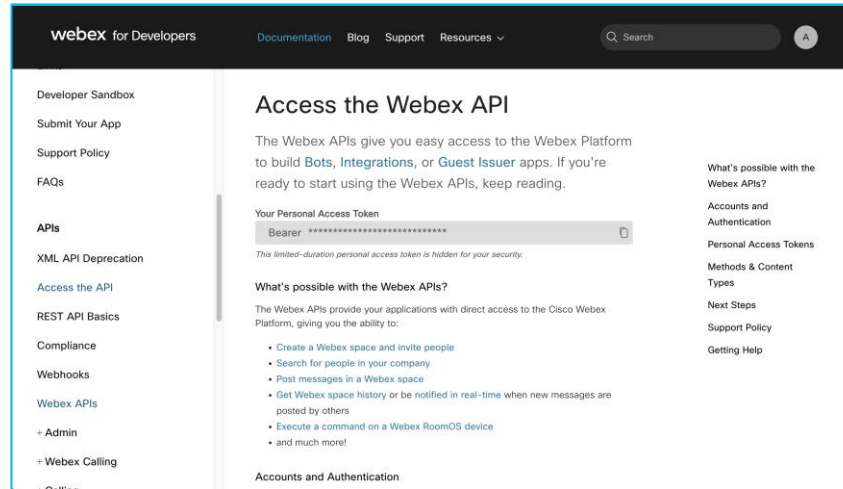 webex for Developers
Documentation Blog Support Resources
Search
A
Developer Sandbox
Submit Your App
Support Policy
FAQs
APIs
XML API Deprecation
Access the API
REST API Basics
Compliance
Webhooks
Webex APIs
+ Admin
+ Webex Calling
Access the Webex API
The Webex APIs give you easy access to the Webex Platform
to build Bots, Integrations, or Guest Issuer apps. If you're
ready to start using the Webex APIs, keep reading.
Your Personal Access Token
Bearer ****************************
This limited-duration personal access token is hidden for your security.
What's possible with the Webex APIs?
The Webex APIs provide your applications with direct access to the Cisco Webex
Platform, giving you the ability to:
• Create a Webex space and invite people
• Search for people in your company
• Post messages in a Webex space
• Get Webex space history or be notified in real-time when new messages are
posted by others
• Execute a command on a Webex RoomOS device
• and much more!
Accounts and Authentication
What's possible with the
Webex APIs?
Accounts and
Authentication
Personal Access Tokens
Methods & Content
Types
Next Steps
Support Policy
Getting Help